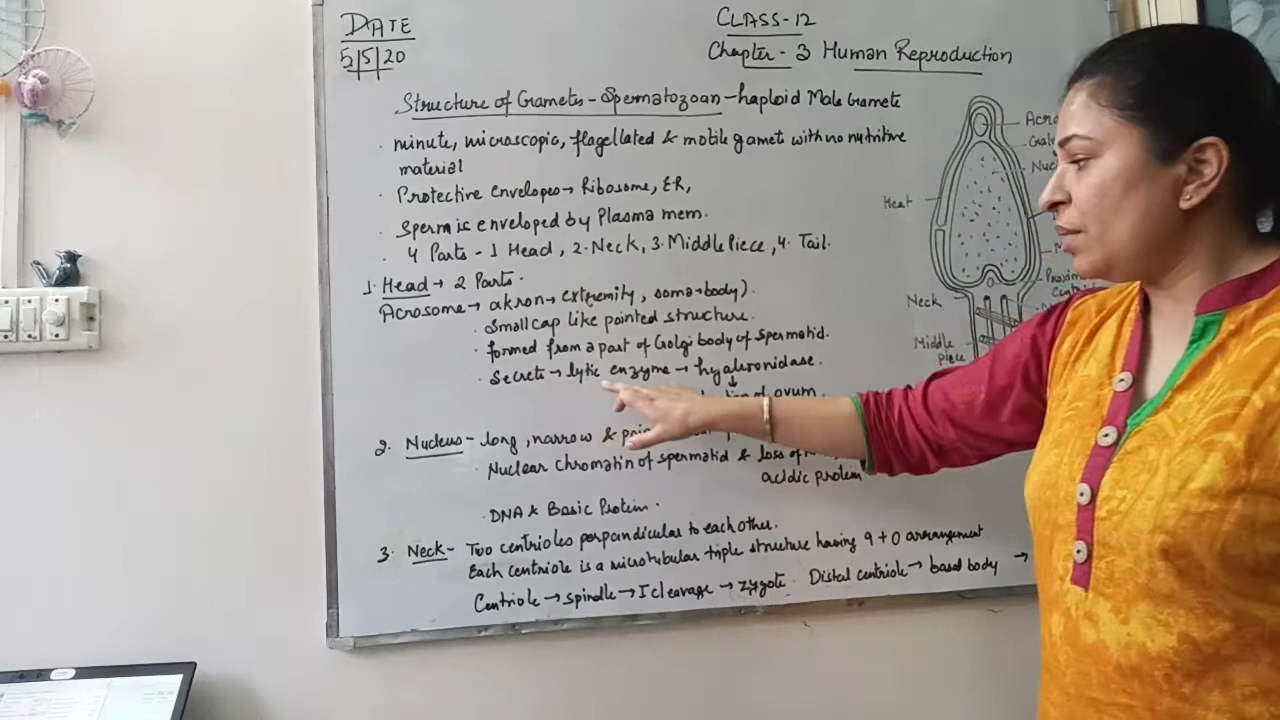 DATE
5/5/20
CLASS-12
Chapter - 3 Human Reproduction
Structure of Gametes - Spermatozoan - haploid Male Gamete
. minute, microscopic, flagellated & motile gamet with no nutritive
material
. Protective envelopes → Ribosome, ER,
. Sperm is enveloped by Plasma mem.
. 4 Parts - 1 Head, 2. Neck, 3. Middle Piece, 4. Tail.
1. Head → 2 Parts.
Acrosome → akron → extremity, soma → body).
. Small cap like pointed structure.
. formed from a part of Golgi body of Spermatid.
. Secrets → lytic enzyme → hyaluronidase.
↓
of ovum.
2. Nucleus - long, narrow &
. Nuclear Chromatin of spermatid & loss of
acidic protein
. DNA & Basic Protein.
3. Neck - Two centrioles perpandicular to each other.
Each centriole is a microtubular triple structure having 9 + 0 arrangement
Centriole → spindle → I cleavage → zygote. Distal centriole → basal body →
Heat
Neck
Middle
piece